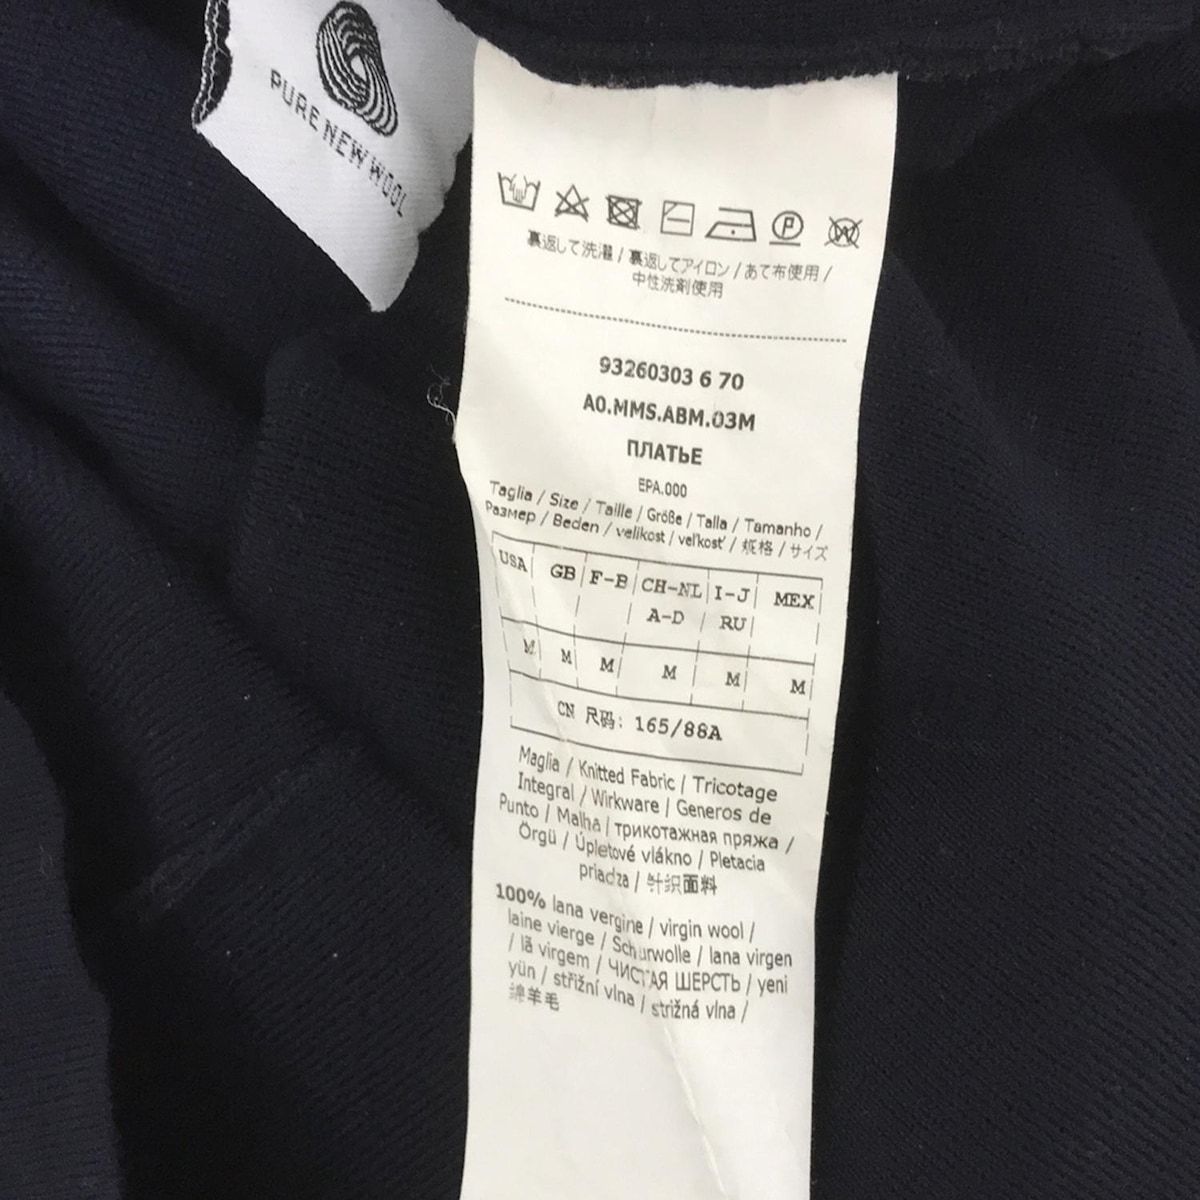 PURE NEW WOOL
裏返して洗濯 / 裏返してアイロン / あて布使用 /
中性洗剤使用
93260303 6 70
A0.MMS.ABM.03M
ПЛАТЬЕ
EPA.000
Taglia / Size / Taille / Größe / Talla / Tamanho /
Размер / Beden / velikost / veľkosť / 规格 / サイズ
USA GB F-B CH-NL I-J MEX
A-D RU
M M M M M M
CN 尺码: 165/88A
Maglia / Knitted Fabric / Tricotage
Integral / Wirkware / Generos de
Punto / Malha / трикотажная пряжа /
Örgü / Úpletové vlákno / Pletacia
priadza / 针织面料
100% lana vergine / virgin wool /
laine vierge / Schurwolle / lana virgen
/ lã virgem / ЧИСТАЯ ШЕРСТЬ / yeni
yün / střižní vlna / strižná vlna /
绵羊毛